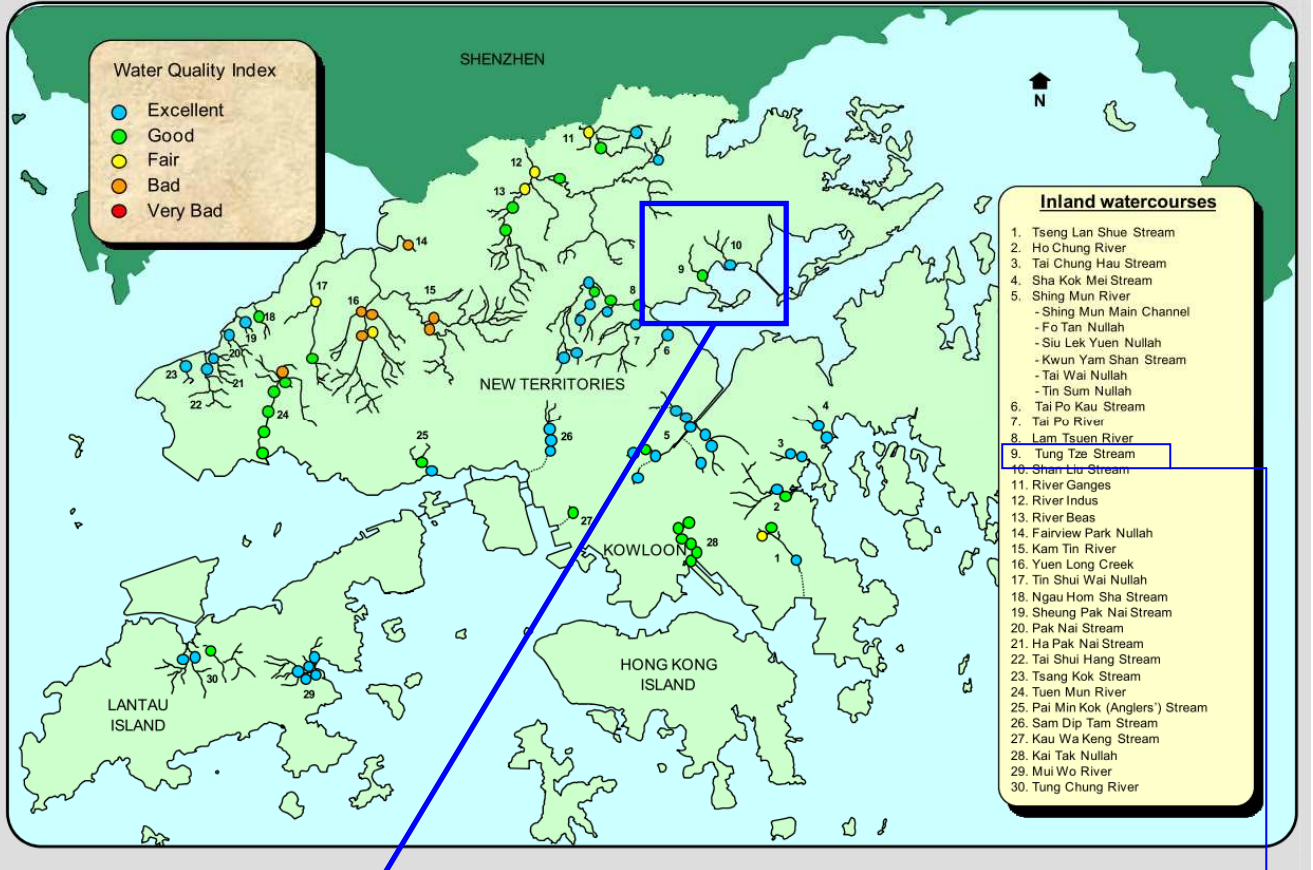 SHENZHEN
Water Quality Index
Excellent
Good
Fair
Bad
Very Bad
N
11
12
13
14
10
9
8
15
16
17
18
19
20
21
22
23
24
7
6
NEW TERRITORIES
25
26
5
4
3
2
27
28
1
KOWLOON
HONG KONG
ISLAND
LANTAU
ISLAND
30
29
Inland watercourses
1. Tseng Lan Shue Stream
2. Ho Chung River
3. Tai Chung Hau Stream
4. Sha Kok Mei Stream
5. Shing Mun River
- Shing Mun Main Channel
- Fo Tan Nullah
- Siu Lek Yuen Nullah
- Kwun Yam Shan Stream
- Tai Wai Nullah
- Tin Sum Nullah
6. Tai Po Kau Stream
7. Tai Po River
8. Lam Tsuen River
9. Tung Tze Stream
10. Shan Liu Stream
11. River Ganges
12. River Indus
13. River Beas
14. Fairview Park Nullah
15. Kam Tin River
16. Yuen Long Creek
17. Tin Shui Wai Nullah
18. Ngau Hom Sha Stream
19. Sheung Pak Nai Stream
20. Pak Nai Stream
21. Ha Pak Nai Stream
22. Tai Shui Hang Stream
23. Tsang Kok Stream
24. Tuen Mun River
25. Pai Min Kok (Anglers') Stream
26. Sam Dip Tam Stream
27. Kau Wa Keng Stream
28. Kai Tak Nullah
29. Mui Wo River
30. Tung Chung River